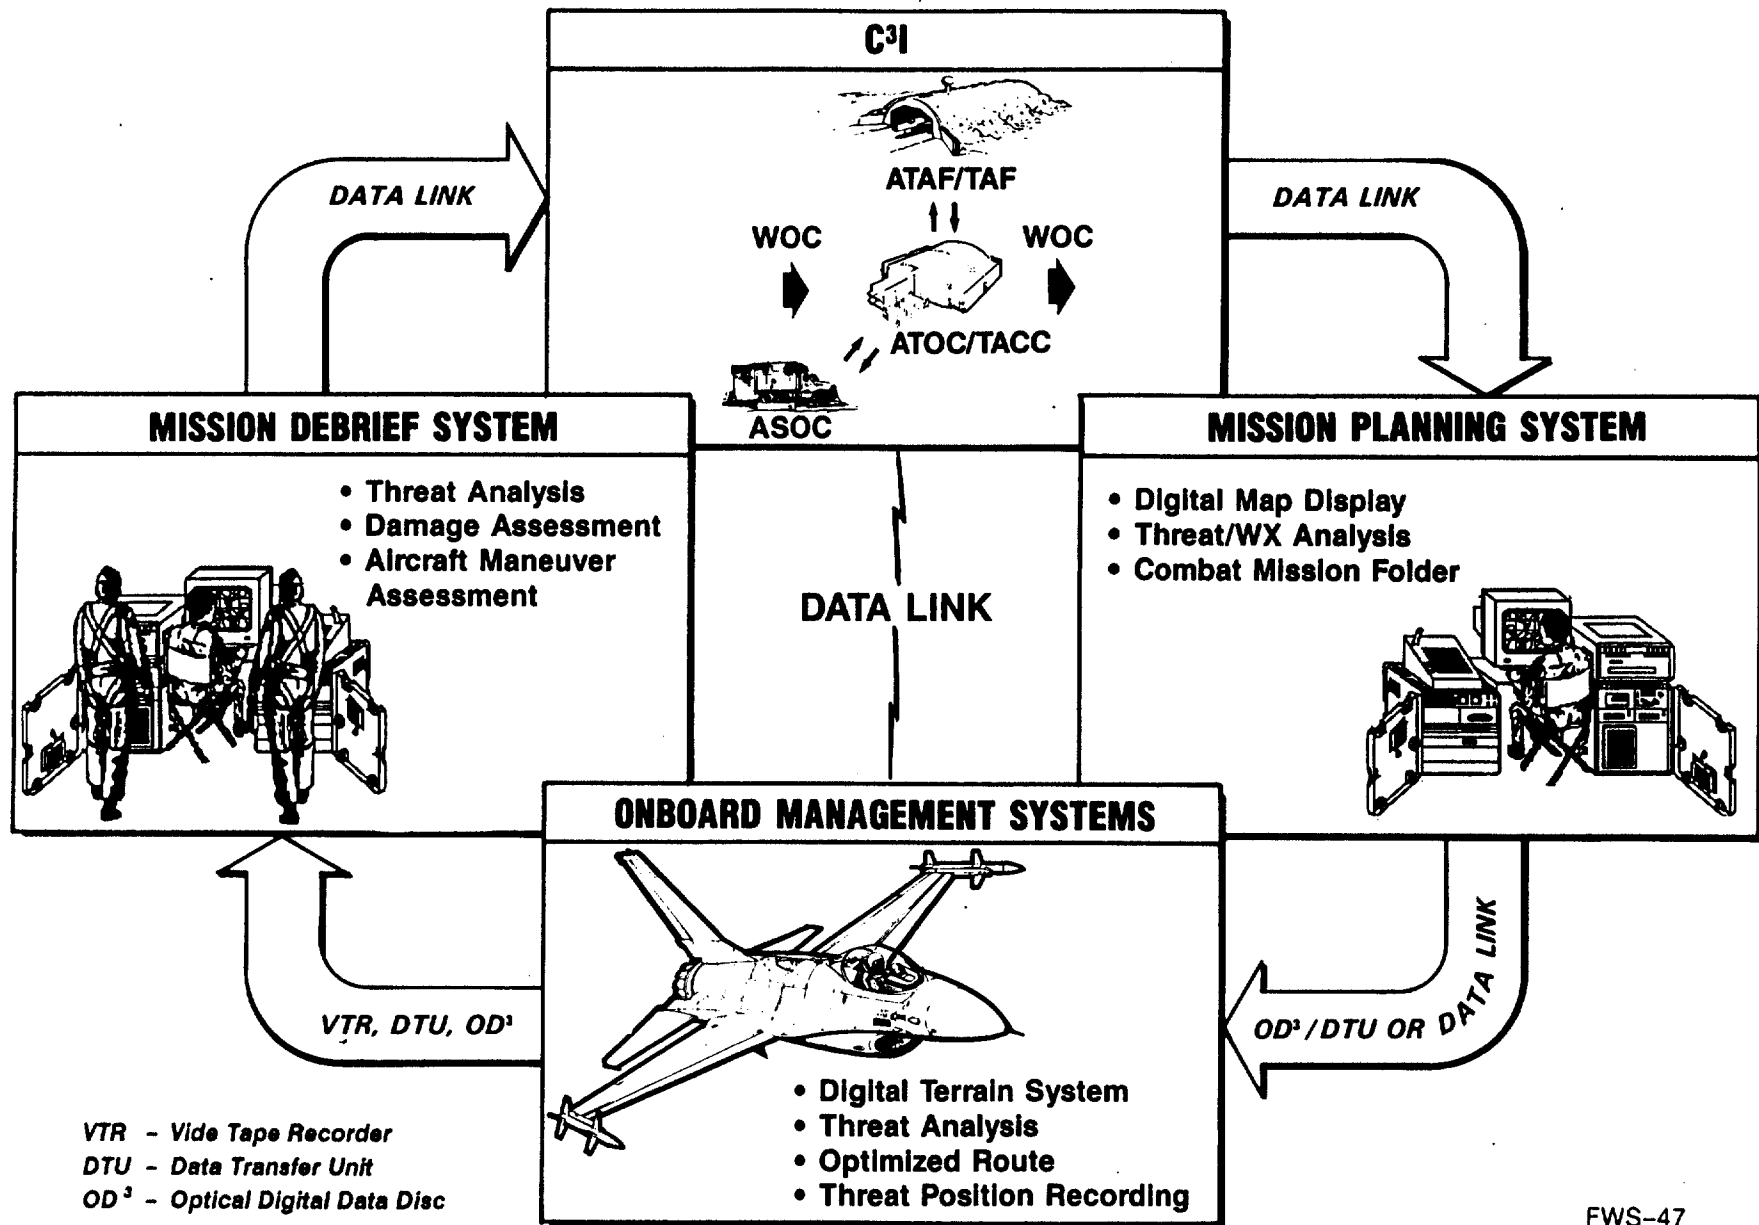 C³I
ATAF/TAF
WOC
WOC
ATOC/TACC
ASOC
DATA LINK
DATA LINK
MISSION DEBRIEF SYSTEM
• Threat Analysis
• Damage Assessment
• Aircraft Maneuver
Assessment
DATA LINK
MISSION PLANNING SYSTEM
• Digital Map Display
• Threat/WX Analysis
• Combat Mission Folder
ONBOARD MANAGEMENT SYSTEMS
• Digital Terrain System
• Threat Analysis
• Optimized Route
• Threat Position Recording
VTR, DTU, OD³
OD³/DTU OR DATA LINK
VTR – Vide Tape Recorder
DTU – Data Transfer Unit
OD³ – Optical Digital Data Disc
FWS-47